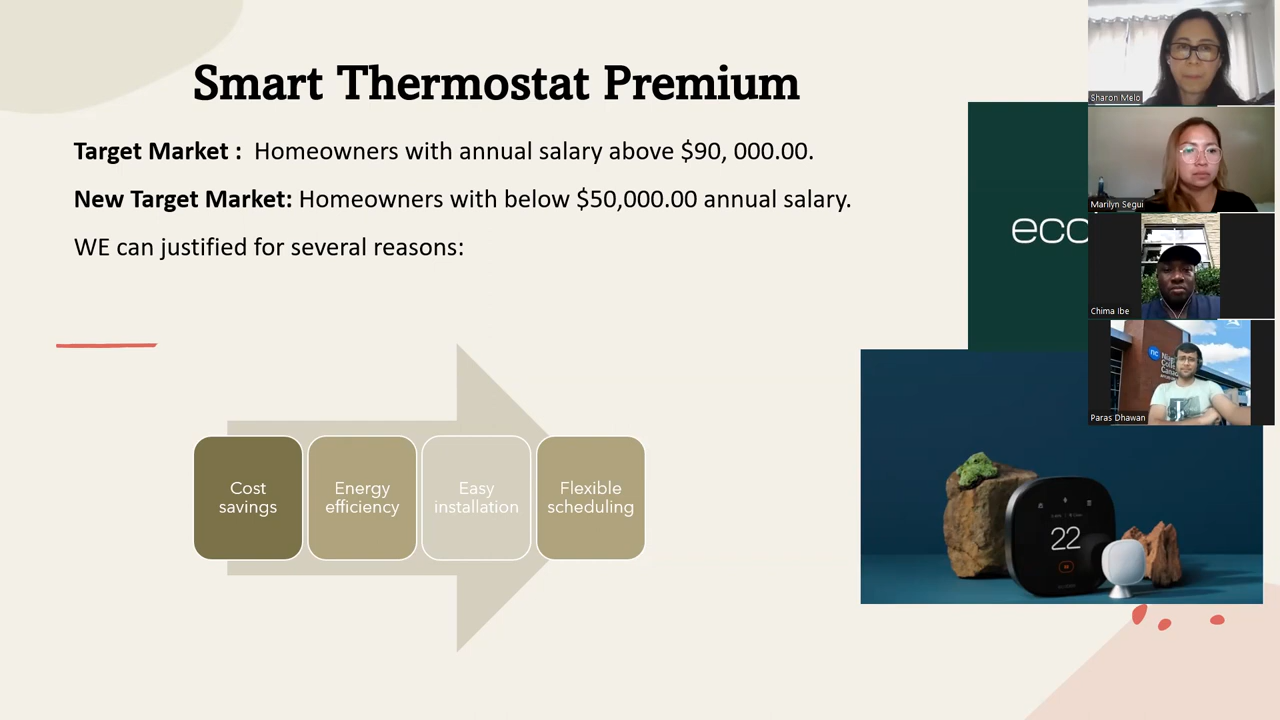 Smart Thermostat Premium
Target Market : Homeowners with annual salary above $90, 000.00.
New Target Market: Homeowners with below $50,000.00 annual salary.
WE can justified for several reasons:
Cost
savings
Energy
efficiency
Easy
installation
Flexible
scheduling
eco
22
Sharon Melo
Marilyn Segui
Chima Ibe
nc
Paras Dhawan